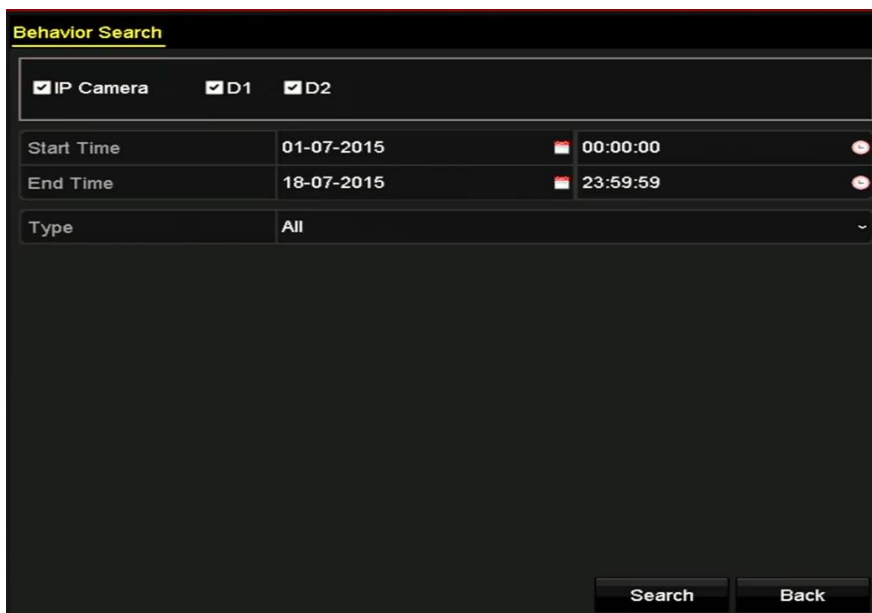 Behavior Search
IP Camera D1 D2
Start Time 01-07-2015 00:00:00
End Time 18-07-2015 23:59:59
Type All
Search Back